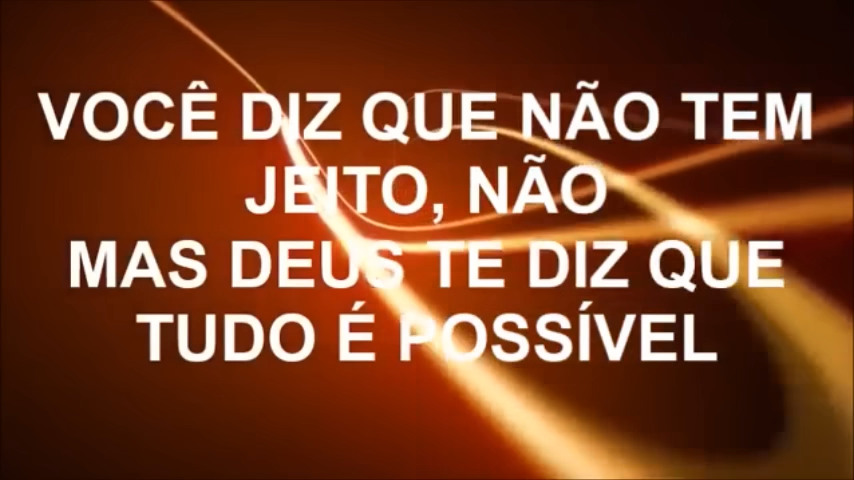 VOCÊ DIZ QUE NÃO TEM
JEITO, NÃO
MAS DEUS TE DIZ QUE
TUDO É POSSÍVEL